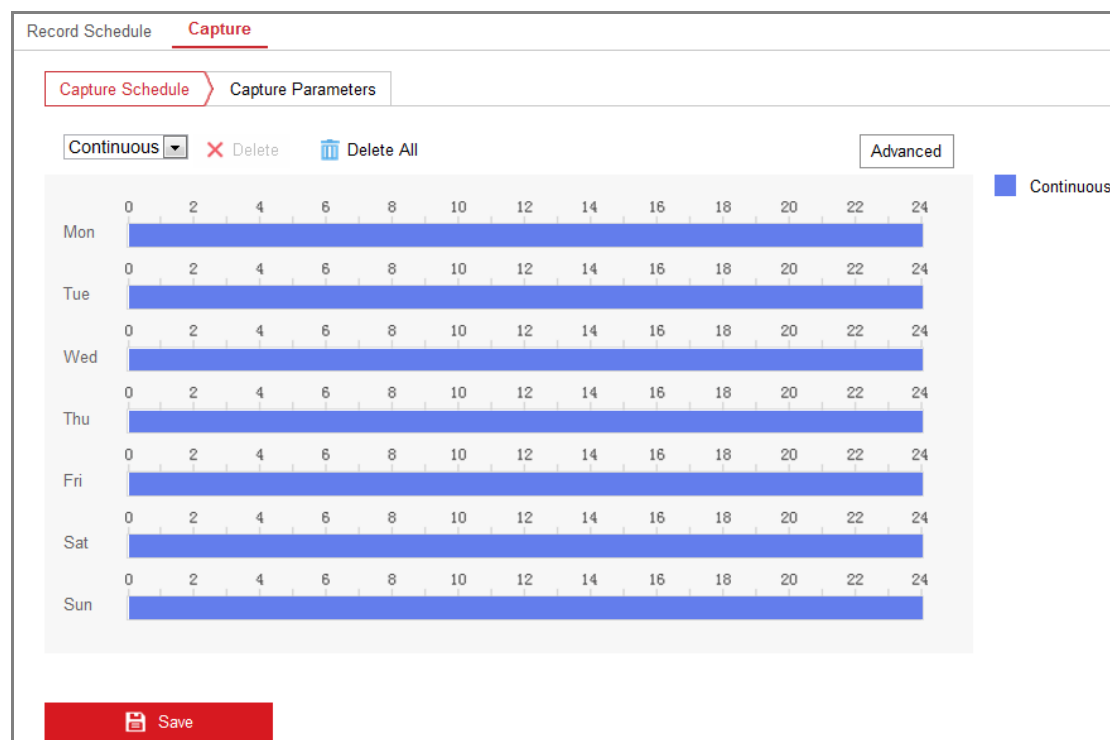 Record Schedule Capture
Capture Schedule Capture Parameters
Continuous Delete Delete All Advanced
Continuous
0 2 4 6 8 10 12 14 16 18 20 22 24
Mon
0 2 4 6 8 10 12 14 16 18 20 22 24
Tue
0 2 4 6 8 10 12 14 16 18 20 22 24
Wed
0 2 4 6 8 10 12 14 16 18 20 22 24
Thu
0 2 4 6 8 10 12 14 16 18 20 22 24
Fri
0 2 4 6 8 10 12 14 16 18 20 22 24
Sat
0 2 4 6 8 10 12 14 16 18 20 22 24
Sun
Save